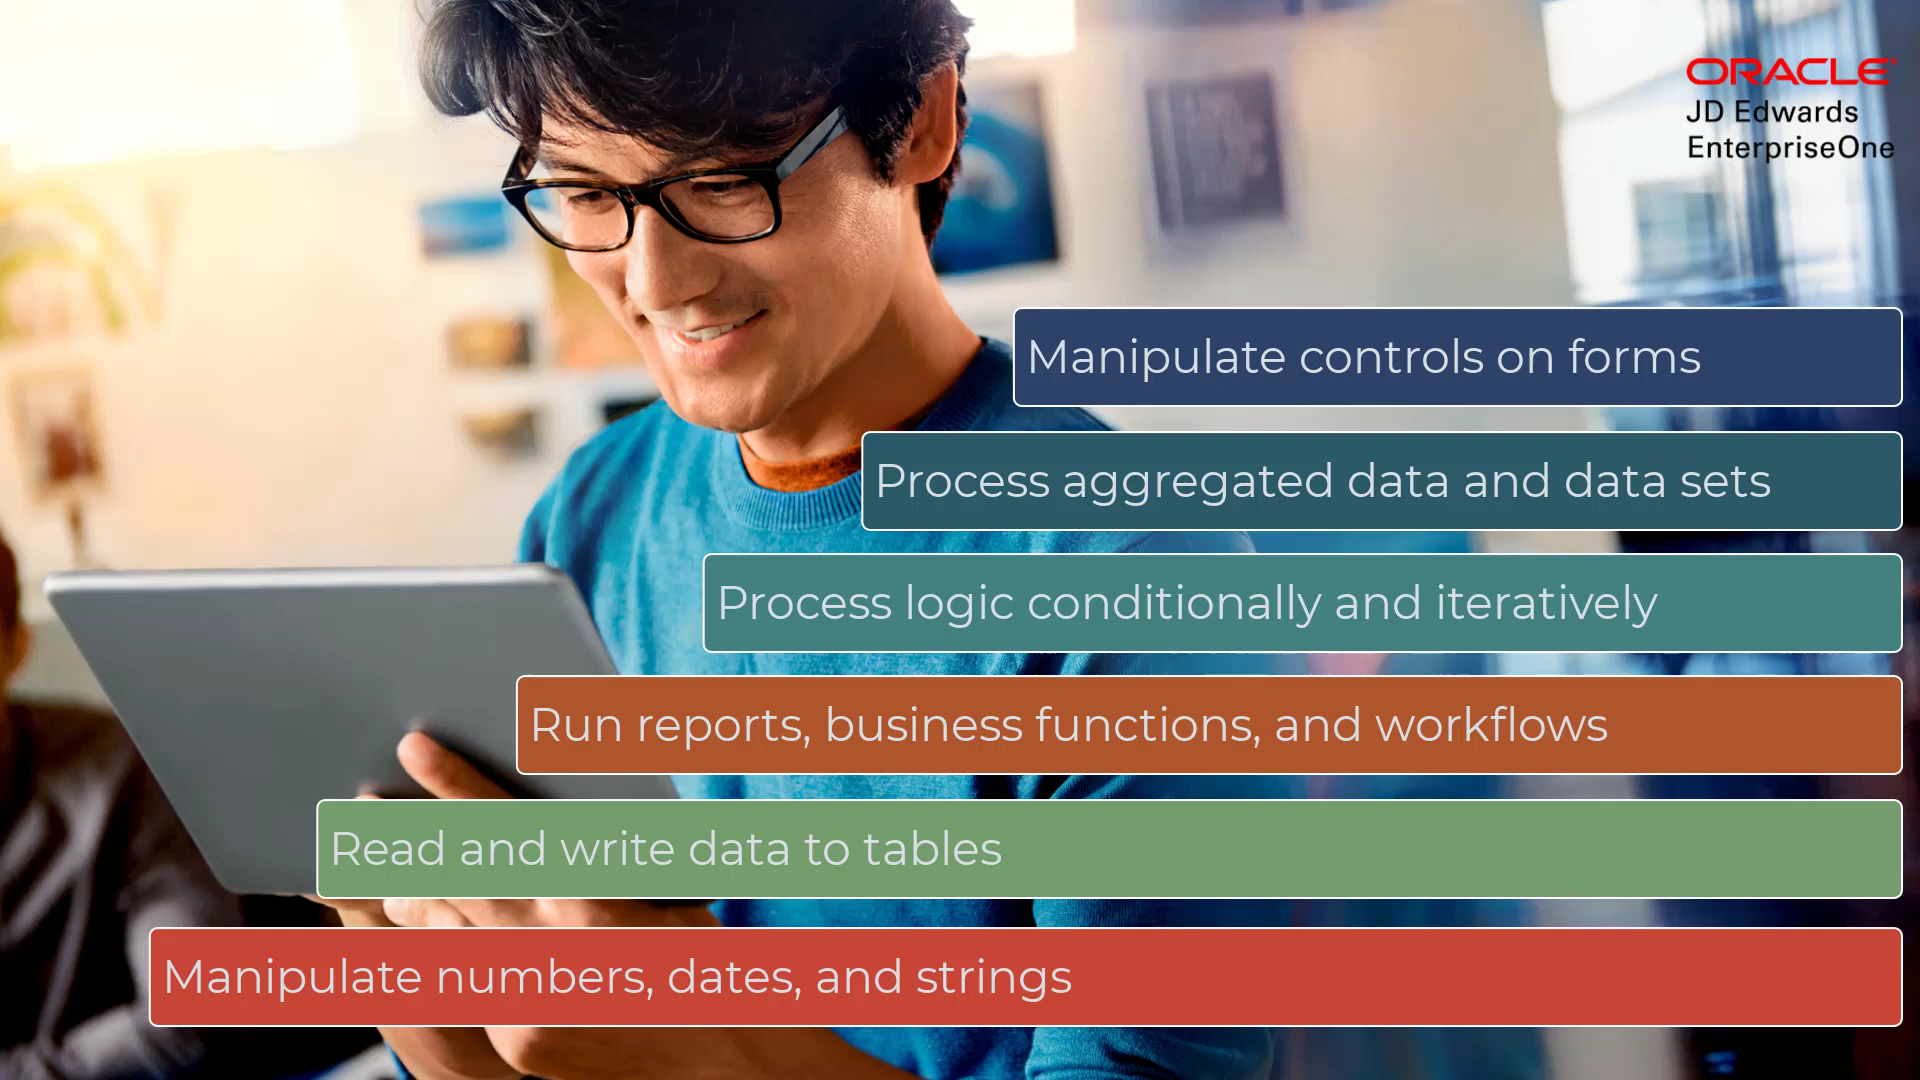 ORACLE
JD Edwards
EnterpriseOne
Manipulate controls on forms
Process aggregated data and data sets
Process logic conditionally and iteratively
Run reports, business functions, and workflows
Read and write data to tables
Manipulate numbers, dates, and strings